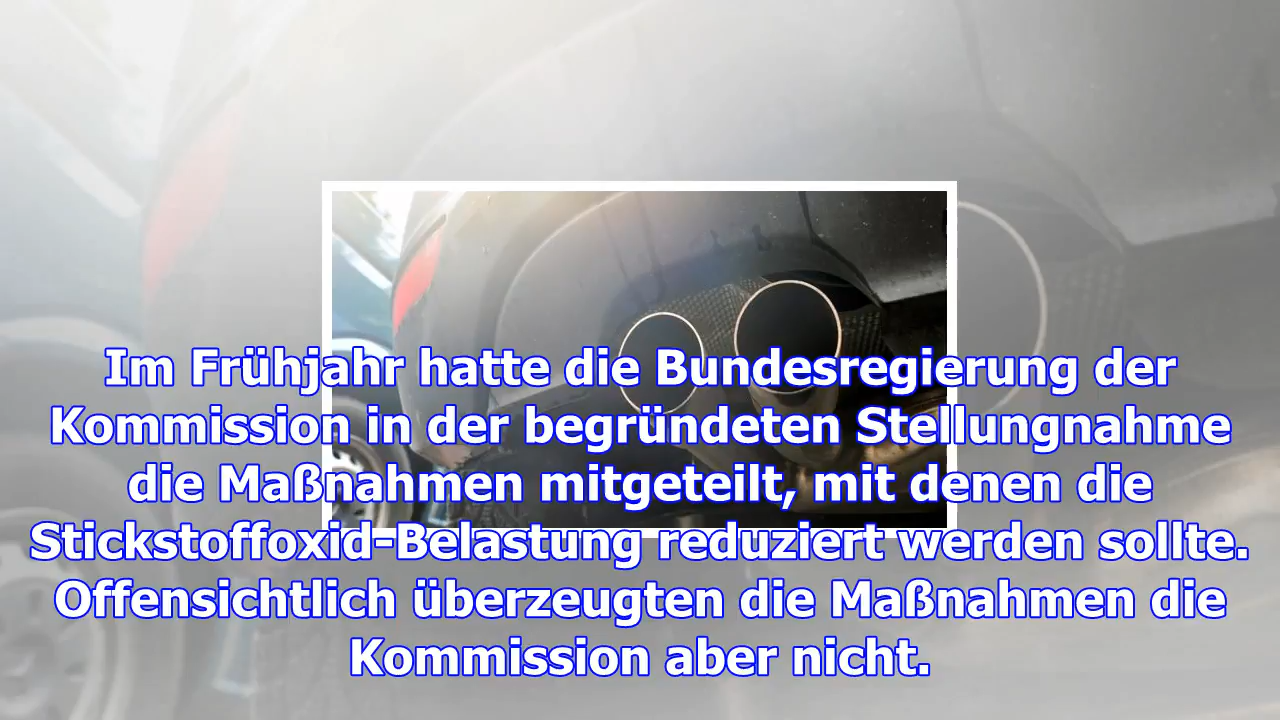 Im Frühjahr hatte die Bundesregierung der
Kommission in der begründeten Stellungnahme
die Maßnahmen mitgeteilt, mit denen die
Stickstoffoxid-Belastung reduziert werden sollte.
Offensichtlich überzeugten die Maßnahmen die
Kommission aber nicht.